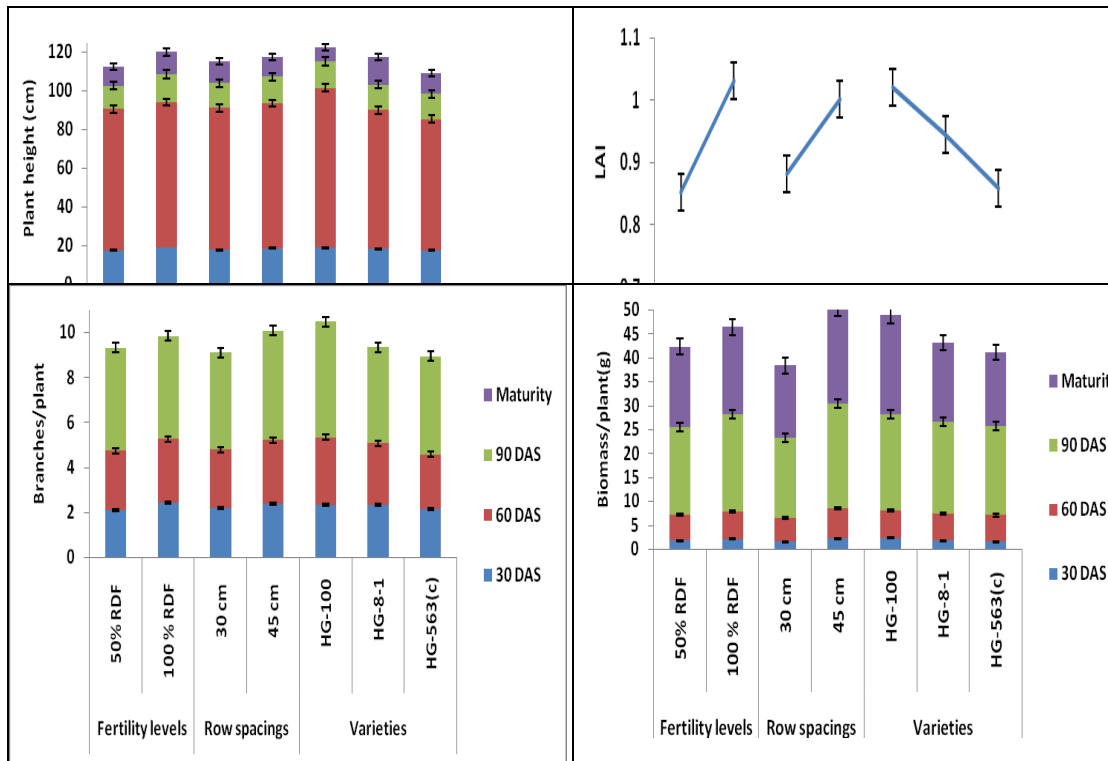 Plant height (cm)
120
100
80
60
40
20
0
LAI
1.1
1
0.9
0.8
0.7
Branches/plant
10
8
6
4
2
0
Maturity
90 DAS
60 DAS
30 DAS
50% RDF
100 % RDF
30 cm
45 cm
HG-100
HG-8-1
HG-563(c)
Fertility levels
Row spacings
Varieties
Biomass/plant(g)
50
45
40
35
30
25
20
15
10
5
0
Maturit
90 DAS
60 DAS
30 DAS
50% RDF
100 % RDF
30 cm
45 cm
HG-100
HG-8-1
HG-563(c)
Fertility levels
Row spacings
Varieties